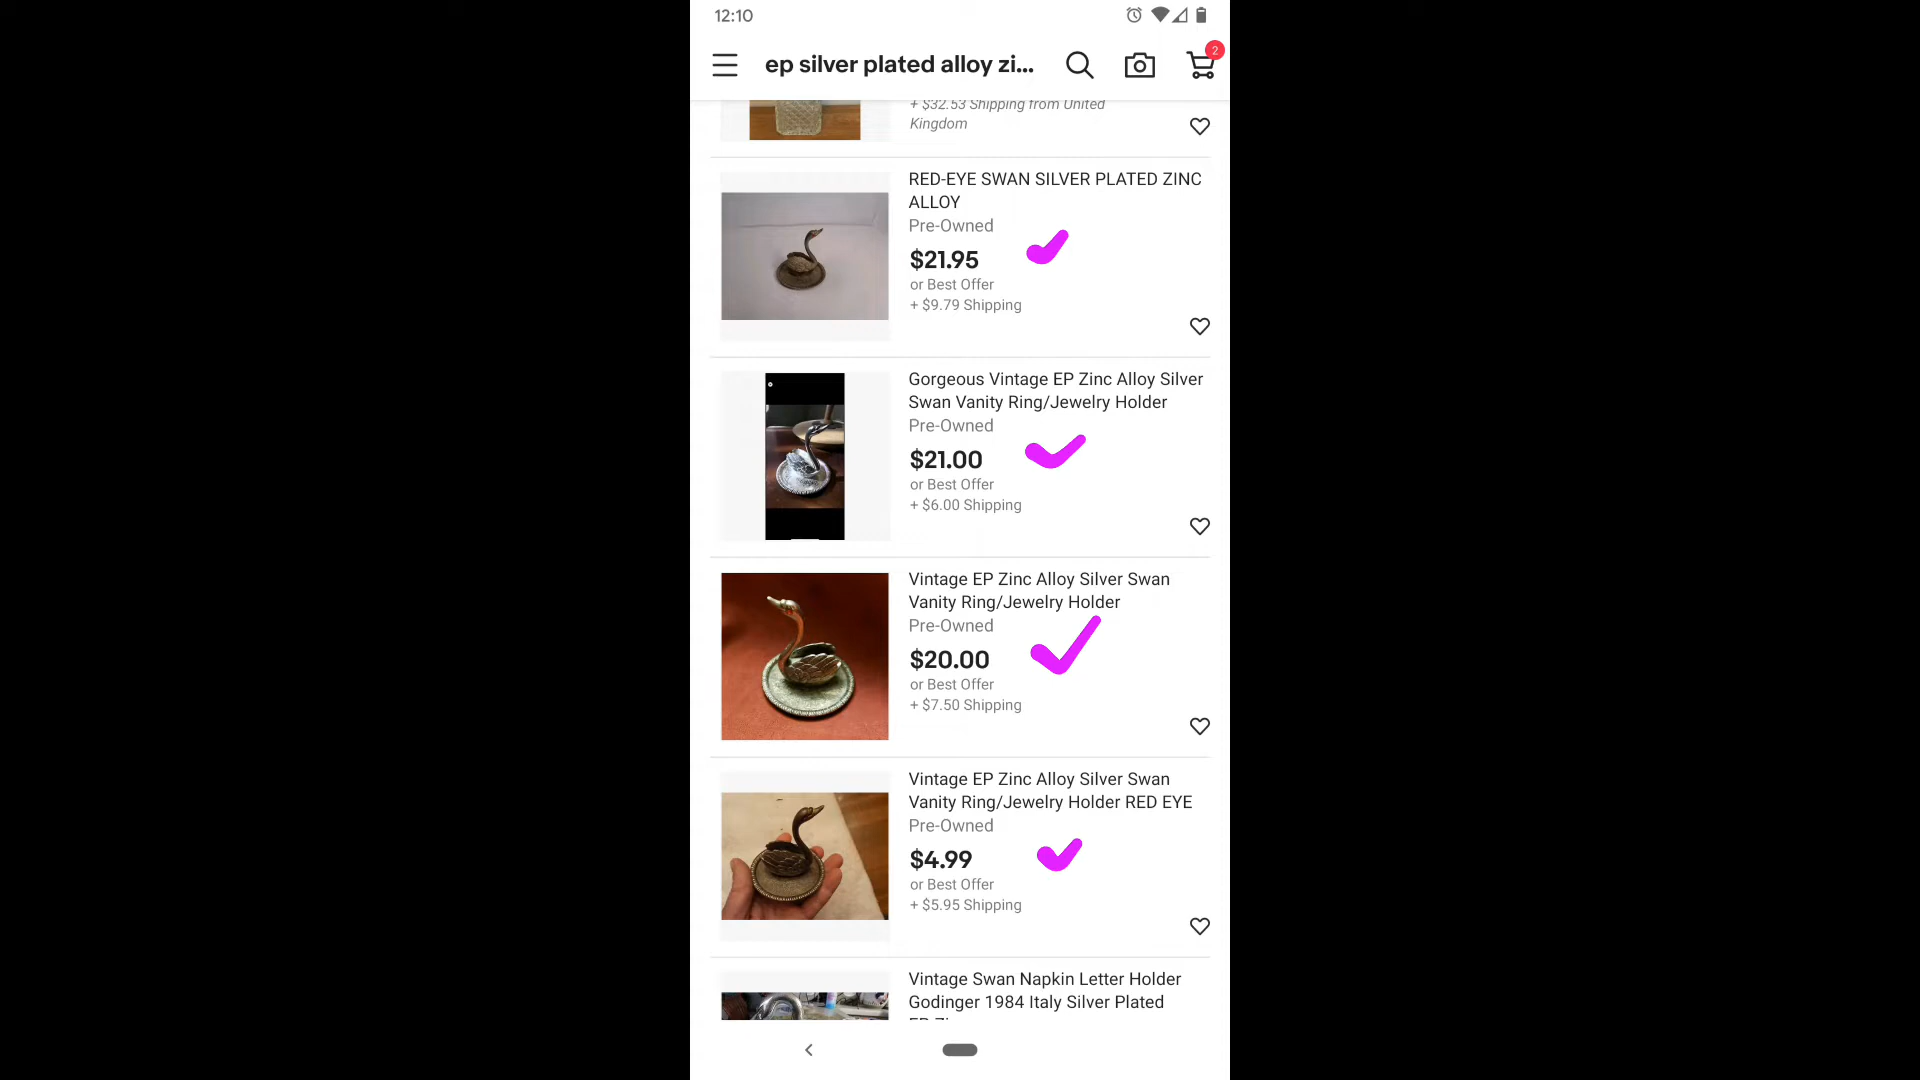 12:10
ep silver plated alloy zi...
2
+ $32.53 Shipping from United
Kingdom
RED-EYE SWAN SILVER PLATED ZINC
ALLOY
Pre-Owned
$21.95
or Best Offer
+ $9.79 Shipping
Gorgeous Vintage EP Zinc Alloy Silver
Swan Vanity Ring/Jewelry Holder
Pre-Owned
$21.00
or Best Offer
+ $6.00 Shipping
Vintage EP Zinc Alloy Silver Swan
Vanity Ring/Jewelry Holder
Pre-Owned
$20.00
or Best Offer
+ $7.50 Shipping
Vintage EP Zinc Alloy Silver Swan
Vanity Ring/Jewelry Holder RED EYE
Pre-Owned
$4.99
or Best Offer
+ $5.95 Shipping
Vintage Swan Napkin Letter Holder
Godinger 1984 Italy Silver Plated